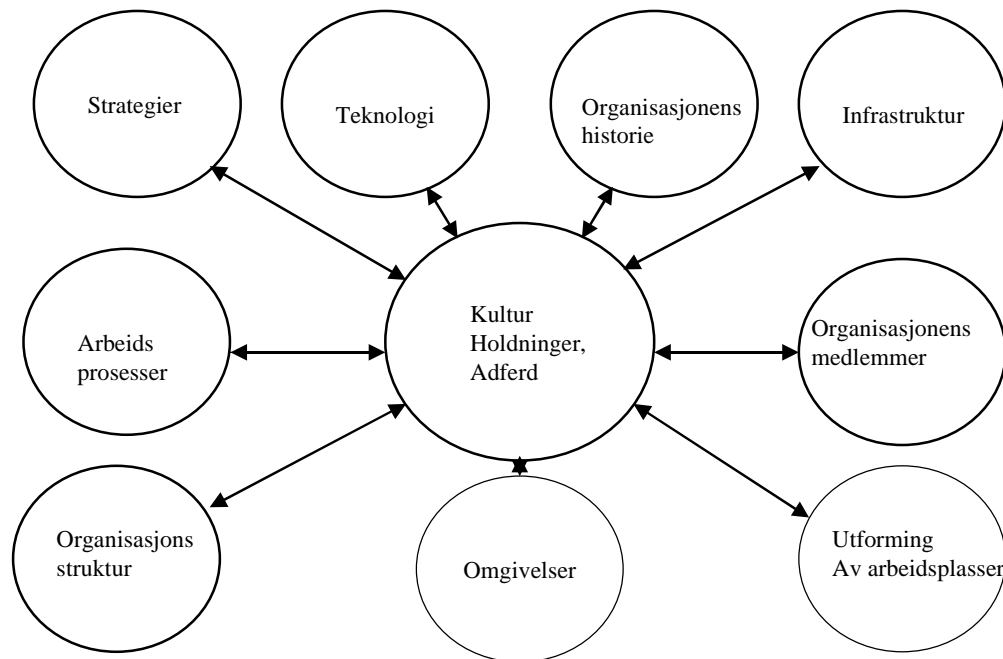 Strategier
Teknologi
Organisasjonens
historie
Infrastruktur
Arbeids
prosesser
Kultur
Holdninger,
Adferd
Organisasjonens
medlemmer
Organisasjons
struktur
Omgivelser
Utforming
Av arbeidsplasser